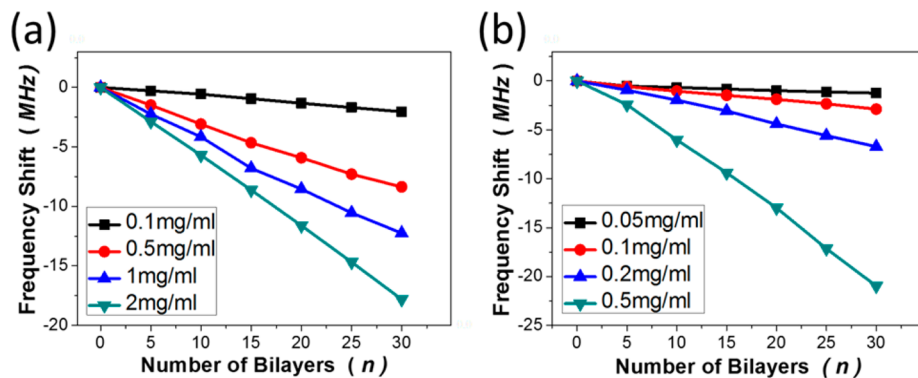 (a)
Frequency Shift ( MHz)
0
-5
-10
-15
-20
0.1mg/ml
0.5mg/ml
1mg/ml
2mg/ml
0 5 10 15 20 25 30
Number of Bilayers ( n )
(b)
Frequency Shift ( MHz)
0
-5
-10
-15
-20
-25
0.05mg/ml
0.1mg/ml
0.2mg/ml
0.5mg/ml
0 5 10 15 20 25 30
Number of Bilayers ( n )